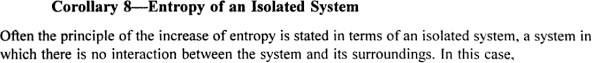 Corollary 8—Entropy of an Isolated System
Often the principle of the increase of entropy is stated in terms of an isolated system, a system in
which there is no interaction between the system and its surroundings. In this case,